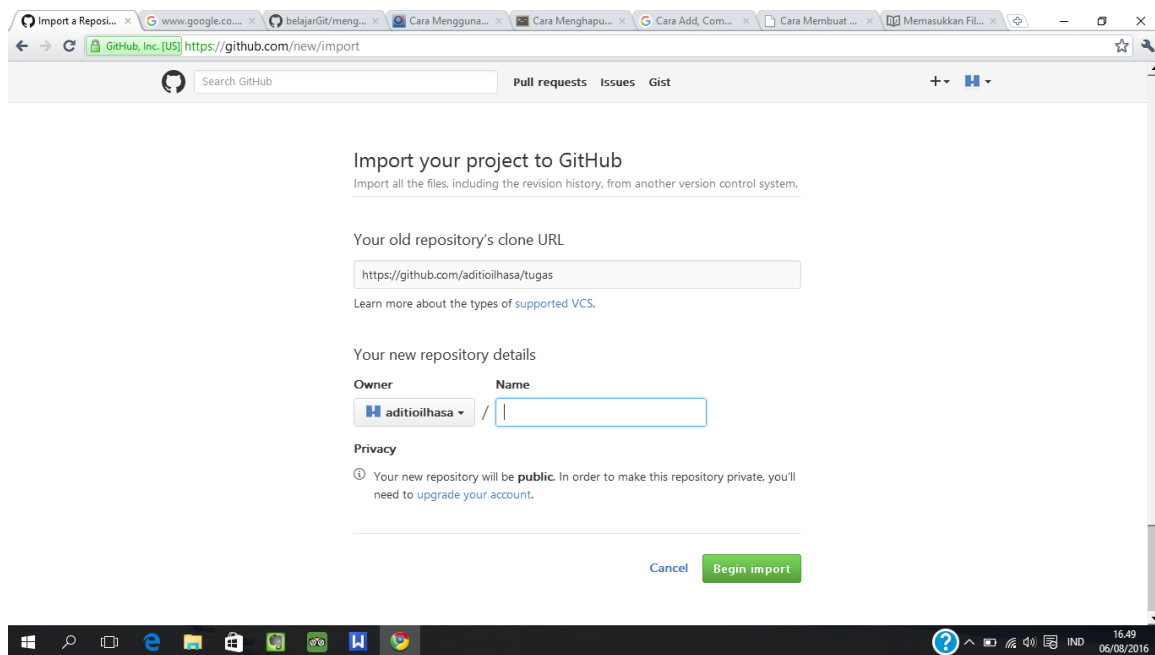 Import a Reposi...
www.google.co....
belajarGit/meng...
Cara Mengguna...
Cara Menghapu...
Cara Add, Com...
Cara Membuat ...
Memasukkan Fil...
GitHub, Inc. [US] https://github.com/new/import
Search GitHub
Pull requests Issues Gist
Import your project to GitHub
Import all the files, including the revision history, from another version control system.
Your old repository's clone URL
https://github.com/aditioilhasa/tugas
Learn more about the types of supported VCS.
Your new repository details
Owner Name
aditioilhasa /
Privacy
Your new repository will be public. In order to make this repository private, you'll
need to upgrade your account.
Cancel Begin import
IND
16.49
06/08/2016